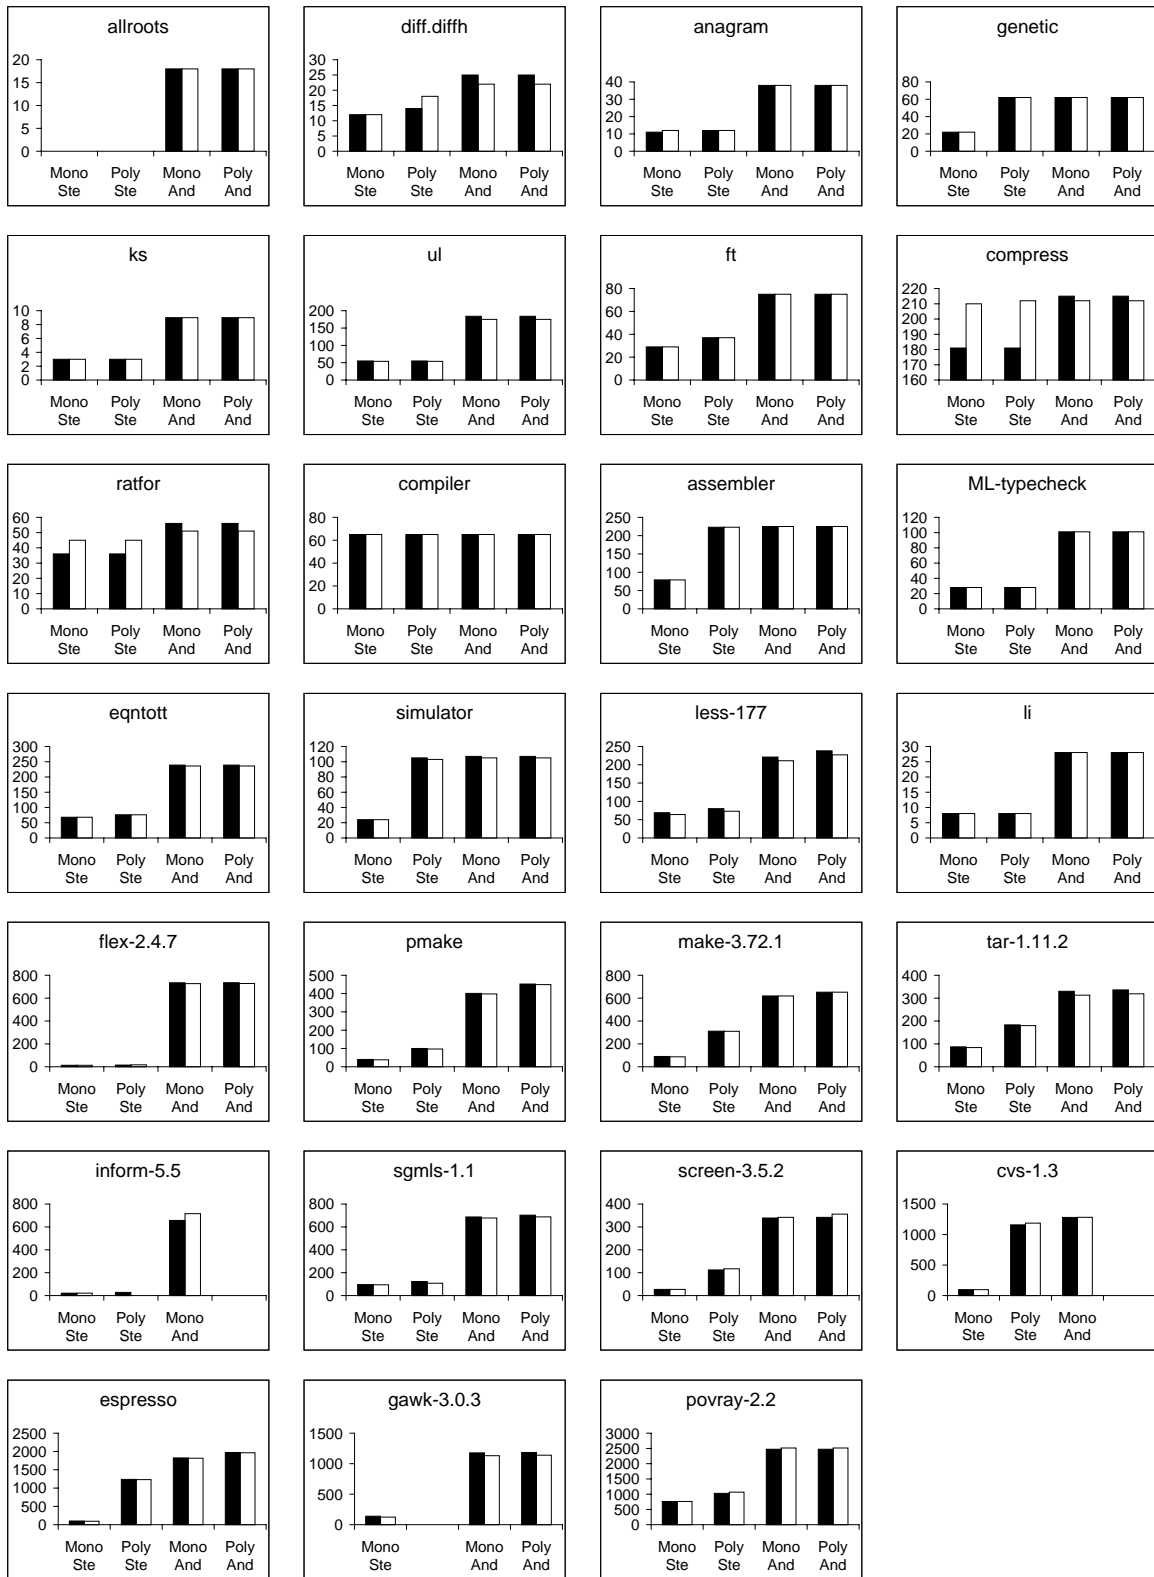 allroots
20
15
10
5
0
Mono Poly Mono Poly
Ste Ste And And
diff.diffh
30
25
20
15
10
5
0
Mono Poly Mono Poly
Ste Ste And And
anagram
40
30
20
10
0
Mono Poly Mono Poly
Ste Ste And And
genetic
80
60
40
20
0
Mono Poly Mono Poly
Ste Ste And And
ks
10
8
6
4
2
0
Mono Poly Mono Poly
Ste Ste And And
ul
200
150
100
50
0
Mono Poly Mono Poly
Ste Ste And And
ft
80
60
40
20
0
Mono Poly Mono Poly
Ste Ste And And
compress
220
210
200
190
180
170
160
Mono Poly Mono Poly
Ste Ste And And
ratfor
60
50
40
30
20
10
0
Mono Poly Mono Poly
Ste Ste And And
compiler
80
60
40
20
0
Mono Poly Mono Poly
Ste Ste And And
assembler
250
200
150
100
50
0
Mono Poly Mono Poly
Ste Ste And And
ML-typecheck
120
100
80
60
40
20
0
Mono Poly Mono Poly
Ste Ste And And
eqntott
300
250
200
150
100
50
0
Mono Poly Mono Poly
Ste Ste And And
simulator
120
100
80
60
40
20
0
Mono Poly Mono Poly
Ste Ste And And
less-177
250
200
150
100
50
0
Mono Poly Mono Poly
Ste Ste And And
li
30
25
20
15
10
5
0
Mono Poly Mono Poly
Ste Ste And And
flex-2.4.7
800
600
400
200
0
Mono Poly Mono Poly
Ste Ste And And
pmake
500
400
300
200
100
0
Mono Poly Mono Poly
Ste Ste And And
make-3.72.1
800
600
400
200
0
Mono Poly Mono Poly
Ste Ste And And
tar-1.11.2
400
300
200
100
0
Mono Poly Mono Poly
Ste Ste And And
inform-5.5
800
600
400
200
0
Mono Poly Mono
Ste Ste And
sgmls-1.1
800
600
400
200
0
Mono Poly Mono Poly
Ste Ste And And
screen-3.5.2
400
300
200
100
0
Mono Poly Mono Poly
Ste Ste And And
cvs-1.3
1500
1000
500
0
Mono Poly Mono
Ste Ste And
espresso
2500
2000
1500
1000
500
0
Mono Poly Mono Poly
Ste Ste And And
gawk-3.0.3
1500
1000
500
0
Mono Mono Poly
Ste And And
povray-2.2
3000
2500
2000
1500
1000
500
0
Mono Poly Mono Poly
Ste Ste And And